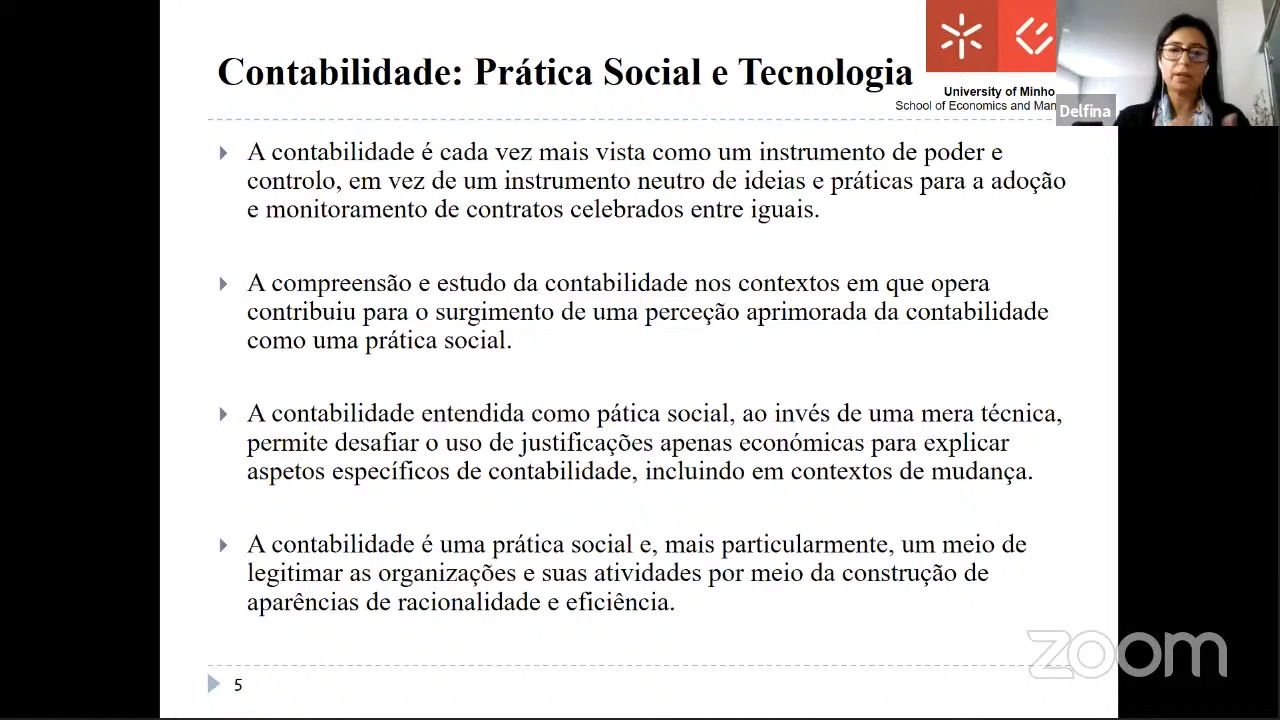 Contabilidade: Prática Social e Tecnologia
University of Minho
School of Economics and Man
Delfina
A contabilidade é cada vez mais vista como um instrumento de poder e
controlo, em vez de um instrumento neutro de ideias e práticas para a adoção
e monitoramento de contratos celebrados entre iguais.
A compreensão e estudo da contabilidade nos contextos em que opera
contribuiu para o surgimento de uma perceção aprimorada da contabilidade
como uma prática social.
A contabilidade entendida como pática social, ao invés de uma mera técnica,
permite desafiar o uso de justificações apenas económicas para explicar
aspetos específicos de contabilidade, incluindo em contextos de mudança.
A contabilidade é uma prática social e, mais particularmente, um meio de
legitimar as organizações e suas atividades por meio da construção de
aparências de racionalidade e eficiência.
zoom
5